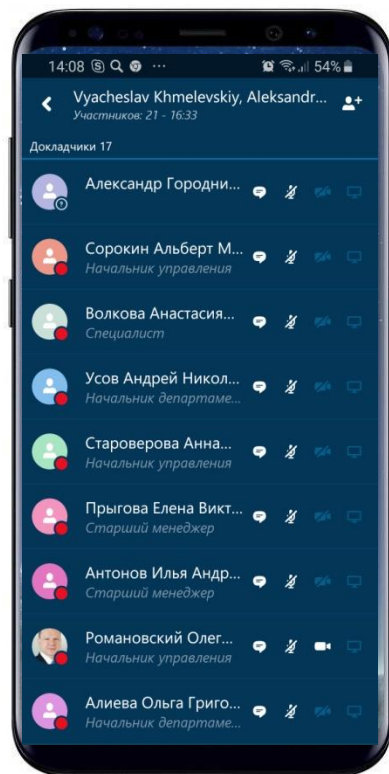 14:08 ... 54%
Vyacheslav Khmelevskiy, Aleksandr...
Участников: 21 - 16:33
Докладчики 17
Александр Городни...
Сорокин Альберт М...
Начальник управления
Волкова Анастасия...
Специалист
Усов Андрей Никол...
Начальник департаме...
Староверова Анна...
Начальник управления
Прыгова Елена Викт...
Старший менеджер
Антонов Илья Андр...
Старший менеджер
Романовский Олег...
Начальник управления
Алиева Ольга Григо...
Начальник департаме...